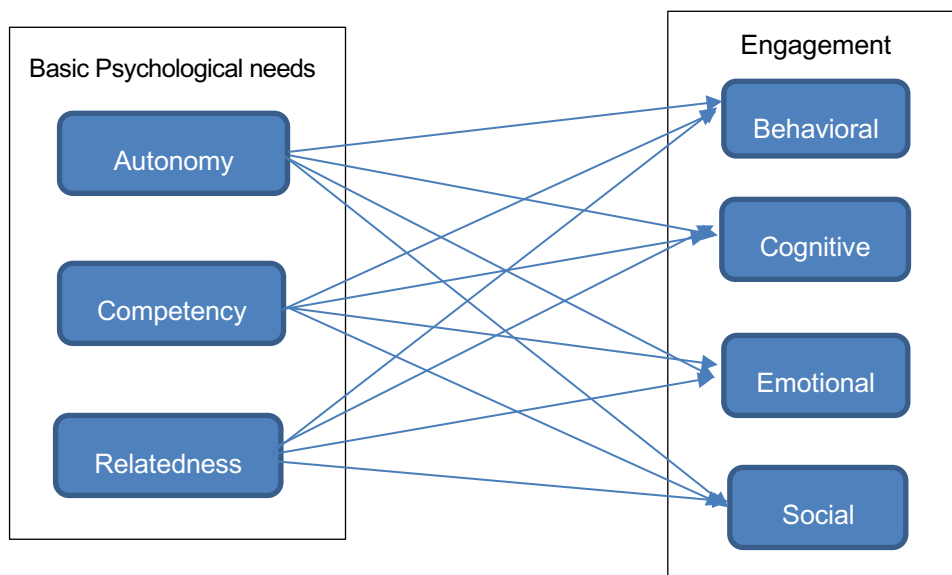 Basic Psychological needs
Autonomy
Competency
Relatedness
Engagement
Behavioral
Cognitive
Emotional
Social